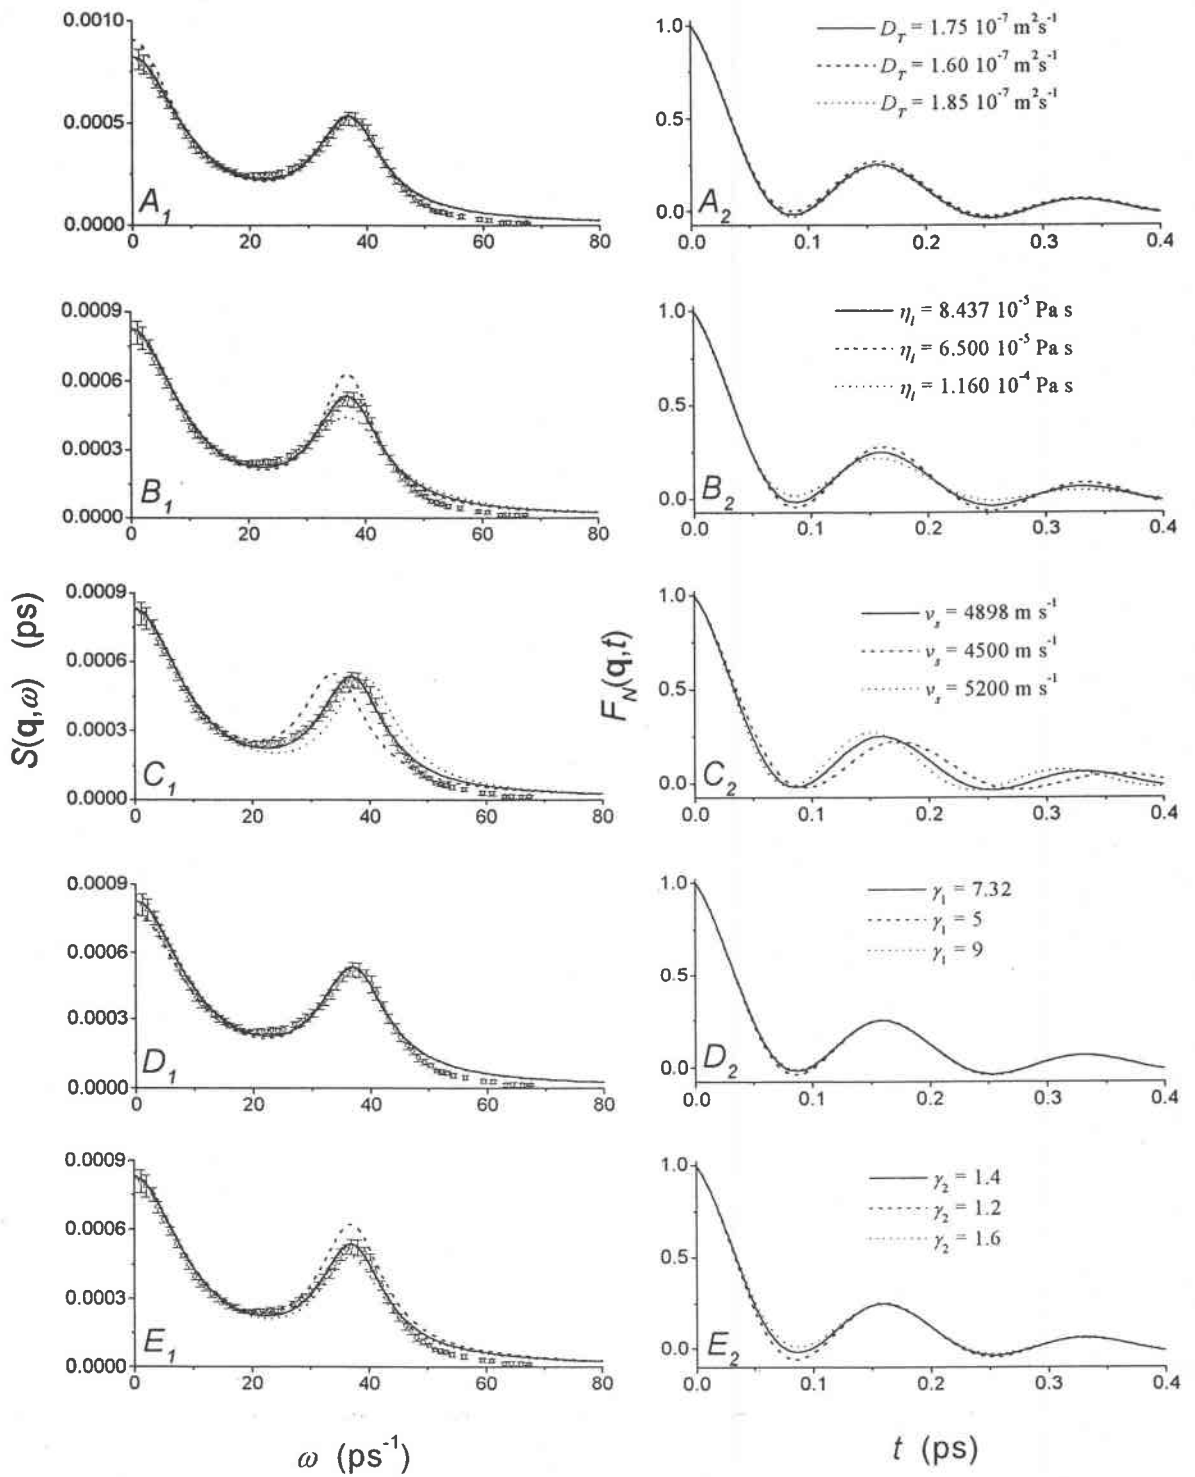 0.0010
0.0005
0.0000
A₁
0 20 40 60 80
1.0
0.5
0.0
A₂
0.0 0.1 0.2 0.3 0.4
D_T = 1.75 10⁻⁷ m²s⁻¹
D_T = 1.60 10⁻⁷ m²s⁻¹
D_T = 1.85 10⁻⁷ m²s⁻¹
0.0009
0.0006
0.0003
0.0000
B₁
0 20 40 60 80
1.0
0.5
0.0
B₂
0.0 0.1 0.2 0.3 0.4
η_l = 8.437 10⁻⁵ Pa s
η_l = 6.500 10⁻⁵ Pa s
η_l = 1.160 10⁻⁴ Pa s
S(q,ω) (ps)
0.0009
0.0006
0.0003
0.0000
C₁
0 20 40 60 80
F_N(q,t)
1.0
0.5
0.0
C₂
0.0 0.1 0.2 0.3 0.4
v_s = 4898 m s⁻¹
v_s = 4500 m s⁻¹
v_s = 5200 m s⁻¹
0.0009
0.0006
0.0003
0.0000
D₁
0 20 40 60 80
1.0
0.5
0.0
D₂
0.0 0.1 0.2 0.3 0.4
γ₁ = 7.32
γ₁ = 5
γ₁ = 9
0.0009
0.0006
0.0003
0.0000
E₁
0 20 40 60 80
1.0
0.5
0.0
E₂
0.0 0.1 0.2 0.3 0.4
γ₂ = 1.4
γ₂ = 1.2
γ₂ = 1.6
ω (ps⁻¹)
t (ps)